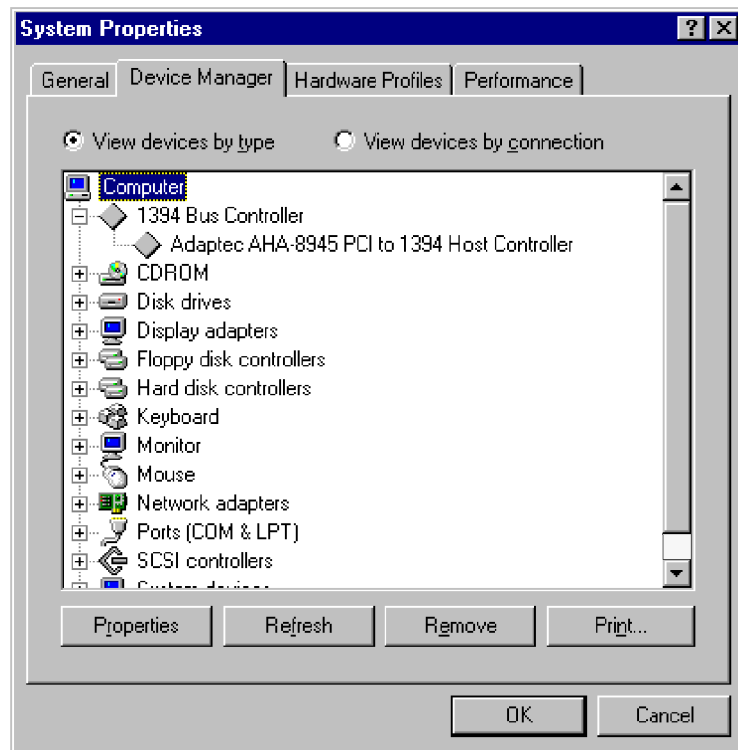 System Properties
General Device Manager Hardware Profiles Performance
View devices by type View devices by connection
Computer
1394 Bus Controller
Adaptec AHA-8945 PCI to 1394 Host Controller
CDROM
Disk drives
Display adapters
Floppy disk controllers
Hard disk controllers
Keyboard
Monitor
Mouse
Network adapters
Ports (COM & LPT)
SCSI controllers
System devices
Properties Refresh Remove Print...
OK Cancel